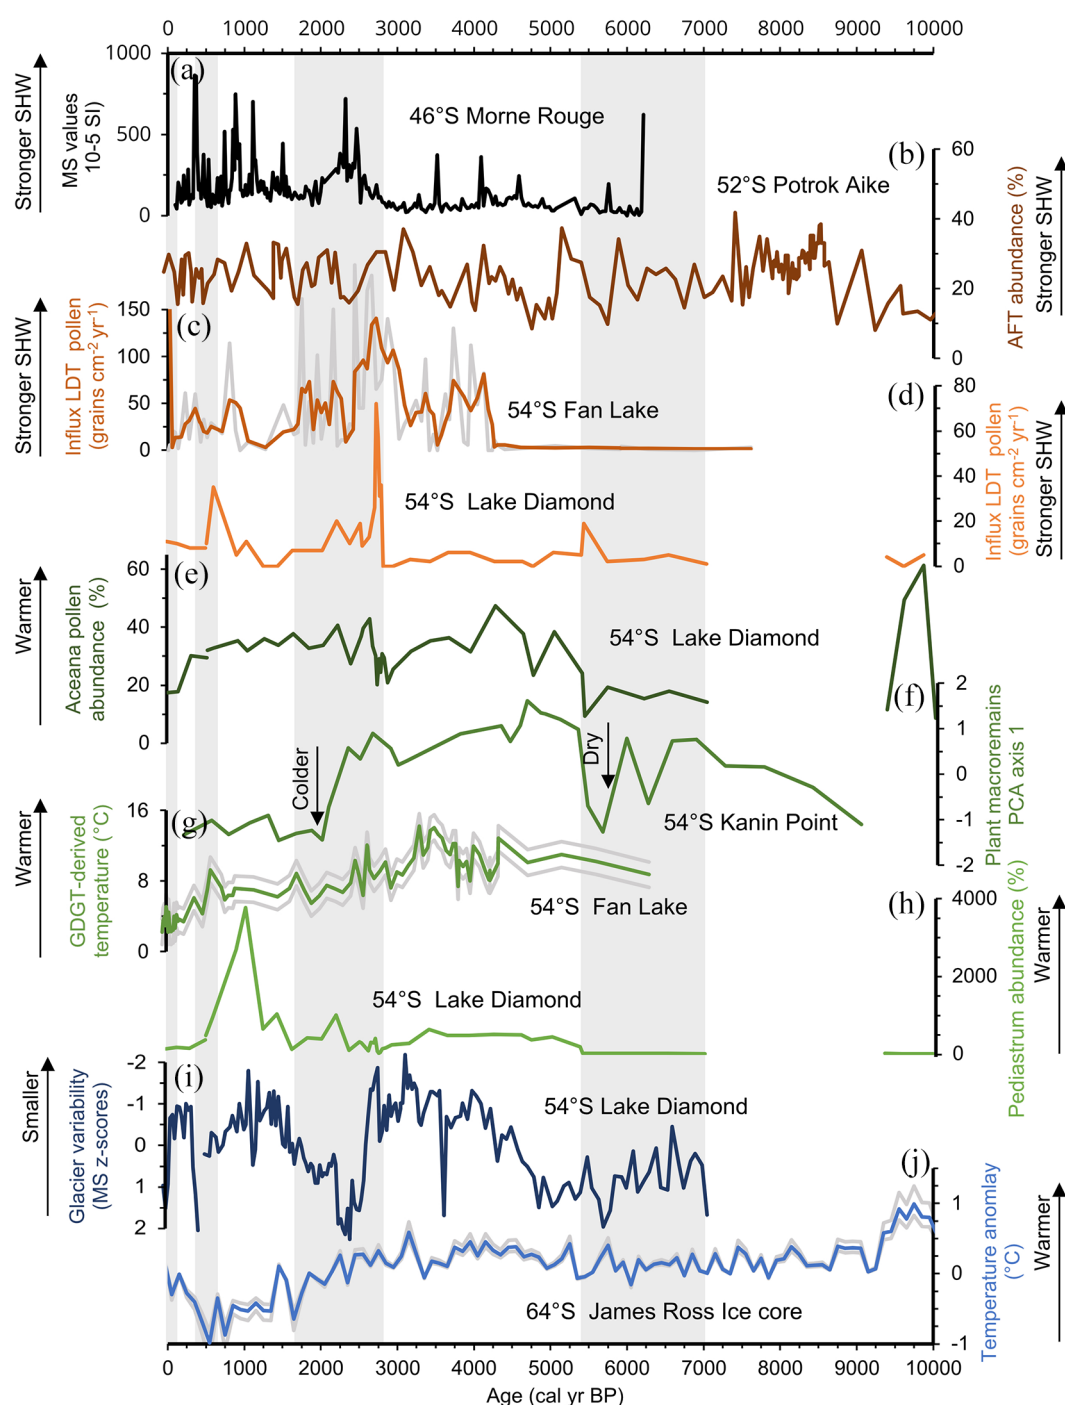 0 1000 2000 3000 4000 5000 6000 7000 8000 9000 10000
(a)
1000
500
0
Stronger SHW
MS values
10-5 SI)
46°S Morne Rouge
(b)
60
40
20
0
52°S Potrok Aike
AFT abundance (%)
Stronger SHW
(c)
150
100
50
0
Stronger SHW
Influx LDT pollen
(grains cm-2 yr-1)
54°S Fan Lake
(d)
80
60
40
20
0
54°S Lake Diamond
Influx LDT pollen
(grains cm-2 yr-1)
Stronger SHW
(e)
60
40
20
0
Warmer
Aceana pollen
abundance (%)
54°S Lake Diamond
(f)
2
1
0
-1
-2
Colder
Dry
54°S Kanin Point
Plant macroremains
PCA axis 1
(g)
16
8
0
Warmer
GDGT-derived
temperature (°C)
54°S Fan Lake
(h)
4000
2000
0
54°S Lake Diamond
Pediastrum abundance (%)
Warmer
(i)
-2
-1
0
1
2
Smaller
Glacier variability
(MS z-scores)
54°S Lake Diamond
(j)
1
0
-1
64°S James Ross Ice core
Temperature anomlay
(°C)
Warmer
0 1000 2000 3000 4000 5000 6000 7000 8000 9000 10000
Age (cal yr BP)